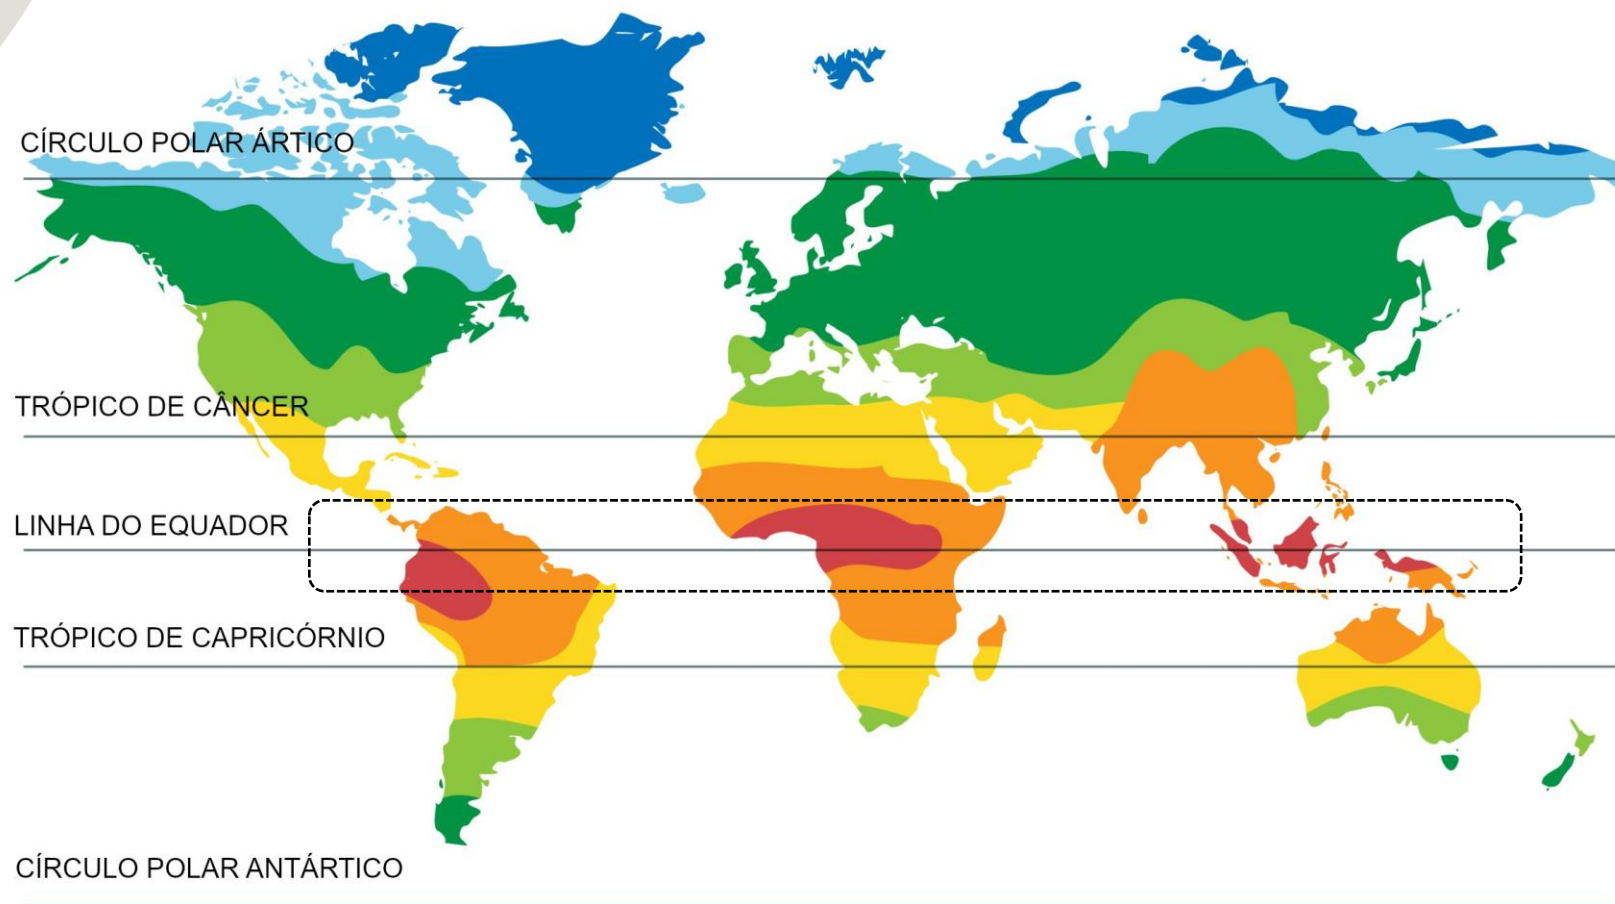 CÍRCULO POLAR ÁRTICO
TRÓPICO DE CÂNCER
LINHA DO EQUADOR
TRÓPICO DE CAPRICÓRNIO
CÍRCULO POLAR ANTÁRTICO